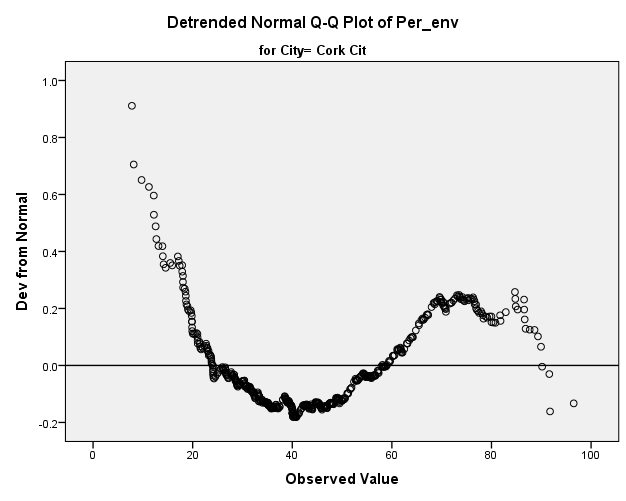 Detrended Normal Q-Q Plot of Per_env
for City= Cork Cit
1.0
0.8
0.6
0.4
0.2
0.0
-0.2
Dev from Normal
0 20 40 60 80 100
Observed Value